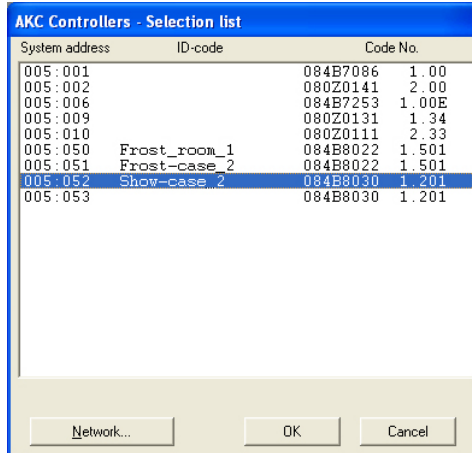 AKC Controllers - Selection list
System address ID-code Code No.
005:001 084B7086 1.00
005:002 080Z0141 2.00
005:006 084B7253 1.00E
005:009 080Z0131 1.34
005:010 080Z0111 2.33
005:050 Frost_room_1 084B8022 1.501
005:051 Frost-case_2 084B8022 1.501
005:052 Show-case_2 084B8030 1.201
005:053 084B8030 1.201
Network... OK Cancel